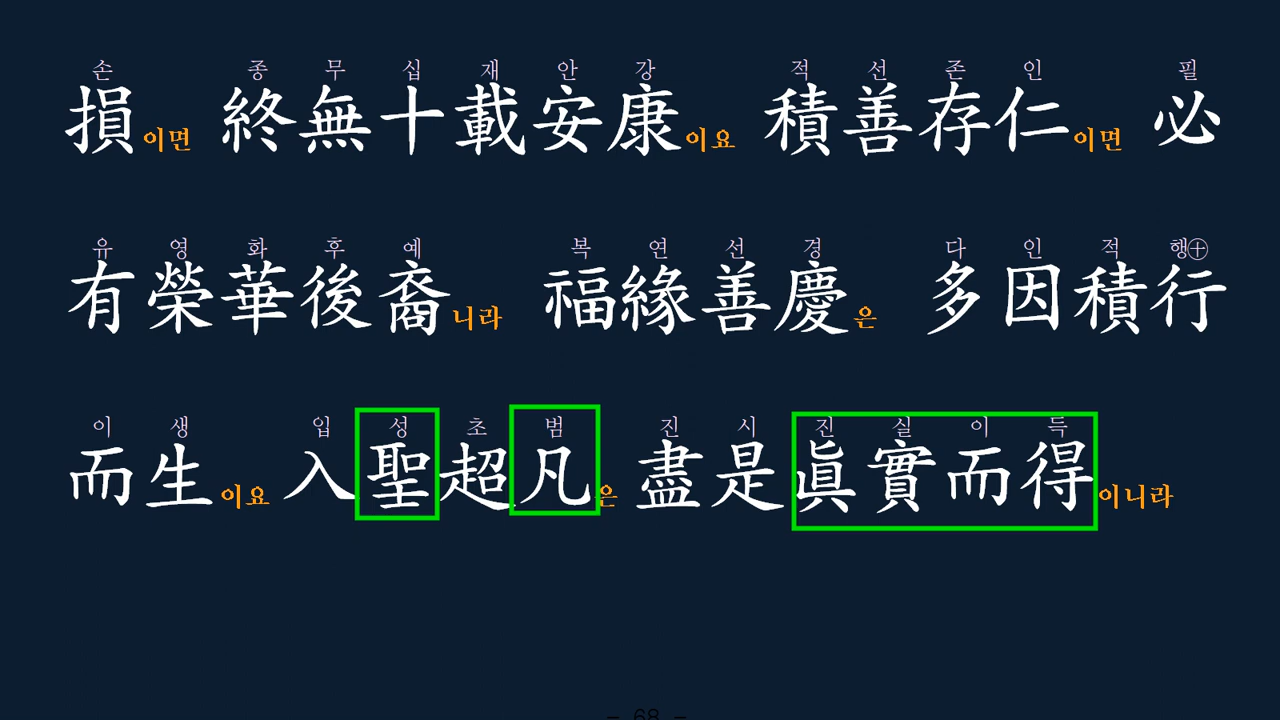 손 종 무 십 재 안 강 적 선 존 인 필
損이면 終無十載安康이요 積善存仁이면 必
유 영 화 후 예 복 연 선 경 다 인 적 행㊉
有榮華後裔니라 福緣善慶은 多因積行
이 생 입 성 초 범 진 시 진 실 이 득
而生이요 入聖超凡은 盡是眞實而得이니라
- 68 -